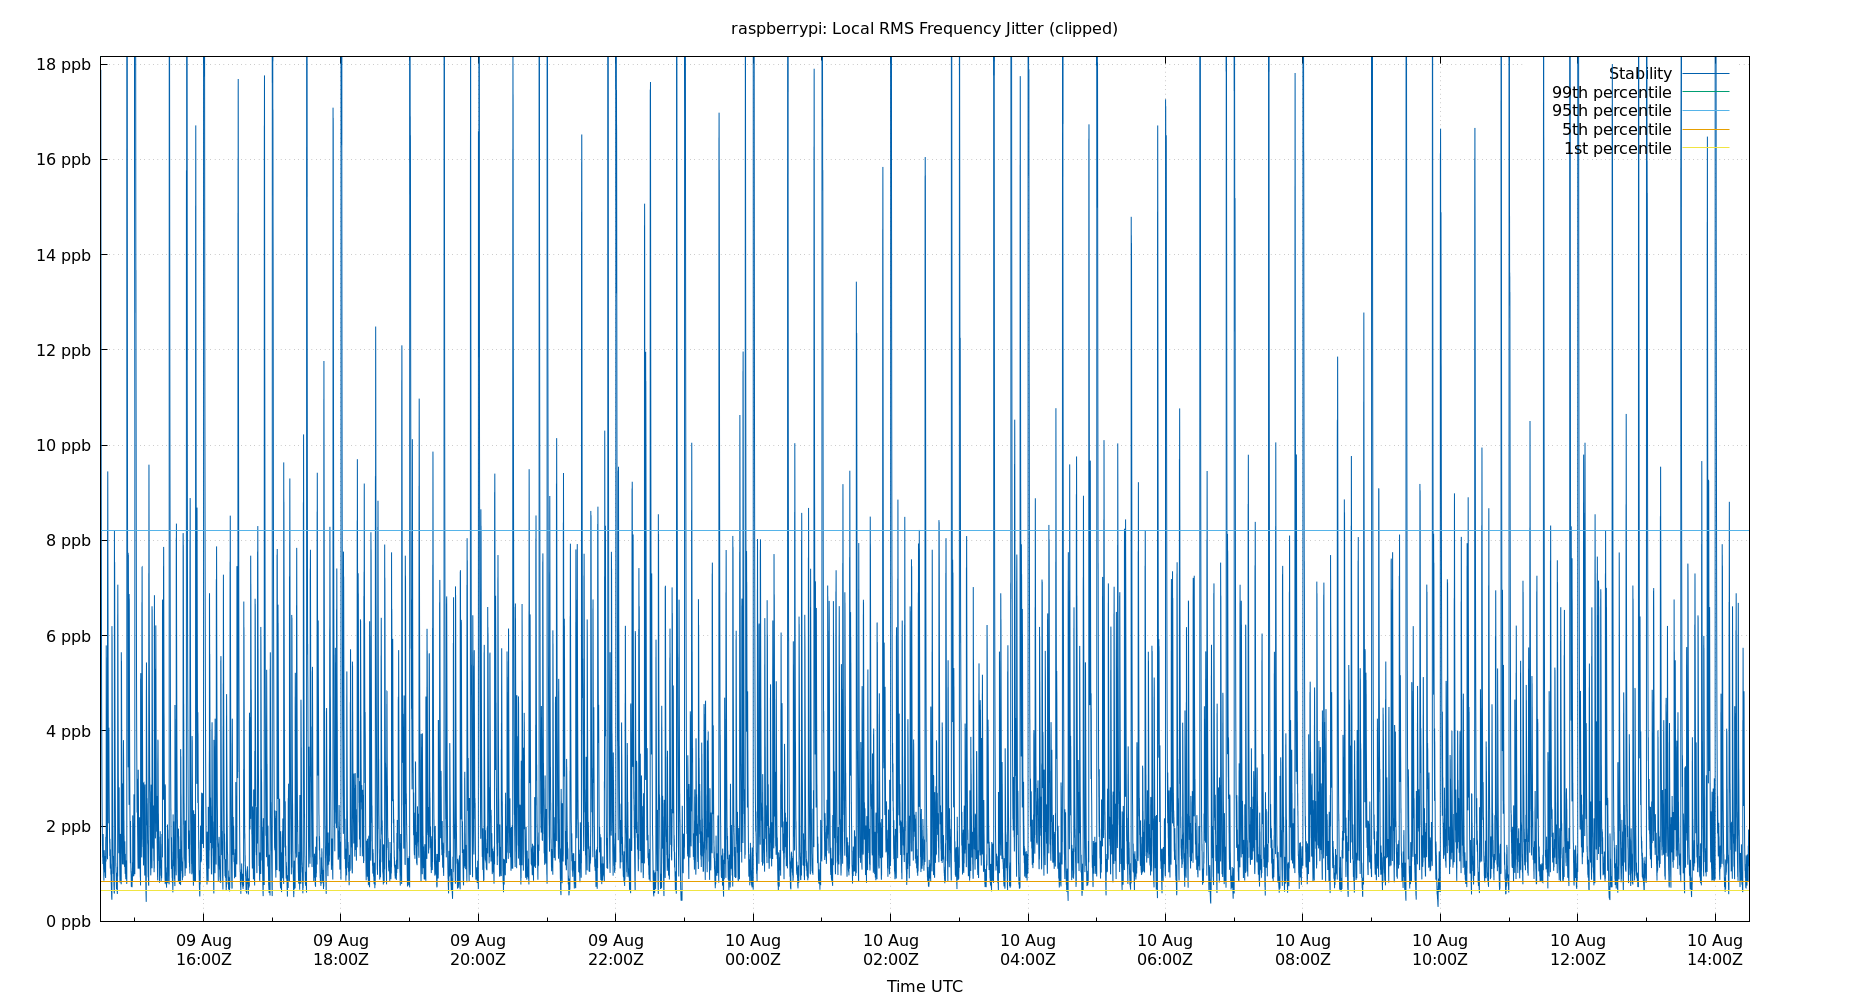 raspberrypi: Local RMS Frequency Jitter (clipped)
18 ppb
16 ppb
14 ppb
12 ppb
10 ppb
8 ppb
6 ppb
4 ppb
2 ppb
0 ppb
Stability
99th percentile
95th percentile
5th percentile
1st percentile
09 Aug 09 Aug 09 Aug 09 Aug 10 Aug 10 Aug 10 Aug 10 Aug 10 Aug 10 Aug 10 Aug 10 Aug
16:00Z 18:00Z 20:00Z 22:00Z 00:00Z 02:00Z 04:00Z 06:00Z 08:00Z 10:00Z 12:00Z 14:00Z
Time UTC